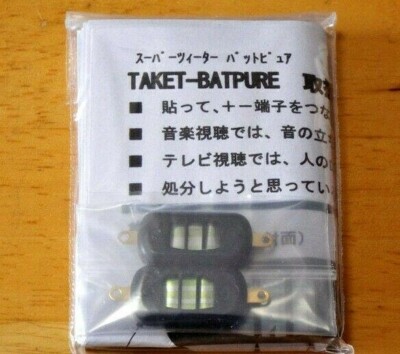 スーパーツィーター バットピュア
TAKET-BATPURE 取
■ 貼って、+-端子をつな
■ 音楽視聴では、音の立
■ テレビ視聴では、人の
■ 処分しようと思ってい
(面